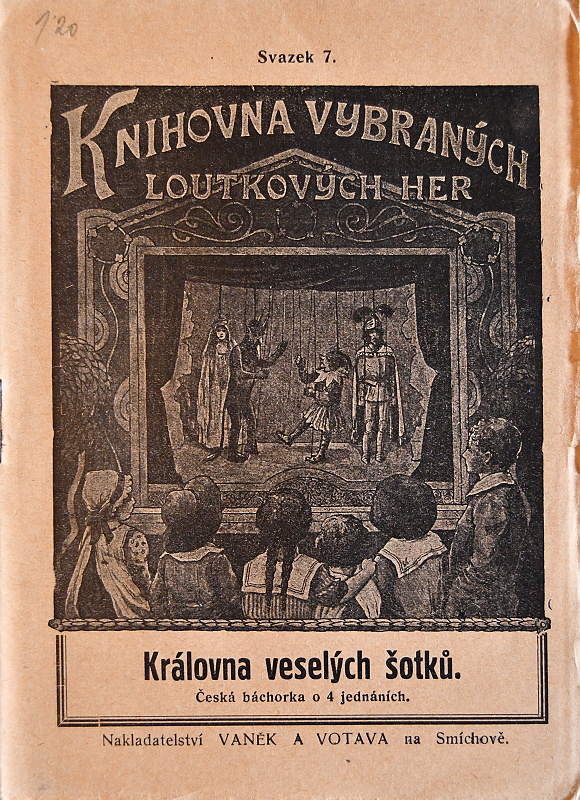 1'20
Svazek 7.
KNIHOVNA VYBRANÝCH
LOUTKOVÝCH HER
Královna veselých šotků.
Česká báchorka o 4 jednáních.
Nakladatelství VANĚK A VOTAVA na Smíchově.